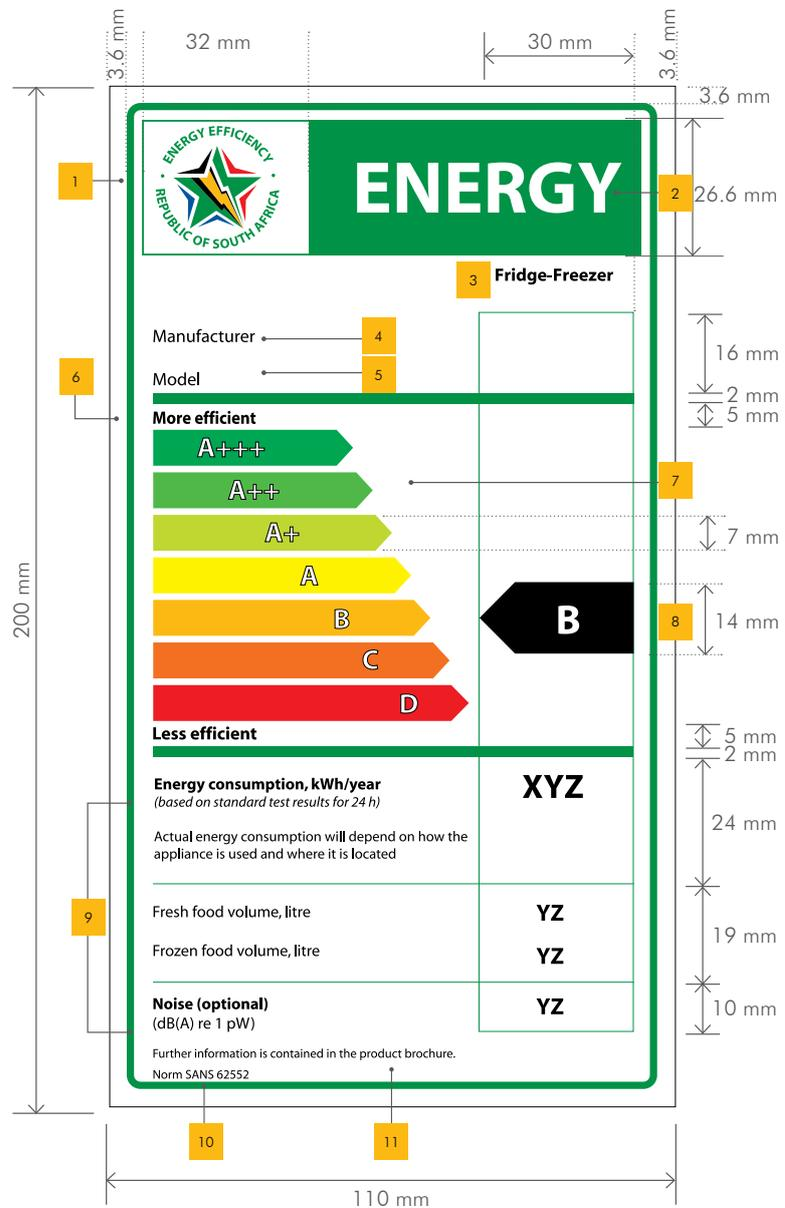 3.6 mm
32 mm
30 mm
3.6 mm
3.6 mm
ENERGY EFFICIENCY
REPUBLIC OF SOUTH AFRICA
ENERGY
1
2
26.6 mm
3
Fridge-Freezer
Manufacturer
4
16 mm
Model
5
6
2 mm
5 mm
More efficient
A+++
A++
7
A+
7 mm
A
B
B
8
14 mm
C
D
Less efficient
5 mm
2 mm
200 mm
Energy consumption, kWh/year
XYZ
(based on standard test results for 24 h)
24 mm
Actual energy consumption will depend on how the
appliance is used and where it is located
9
Fresh food volume, litre
YZ
19 mm
Frozen food volume, litre
YZ
Noise (optional)
YZ
10 mm
(dB(A) re 1 pW)
Further information is contained in the product brochure.
Norm SANS 62552
10
11
110 mm